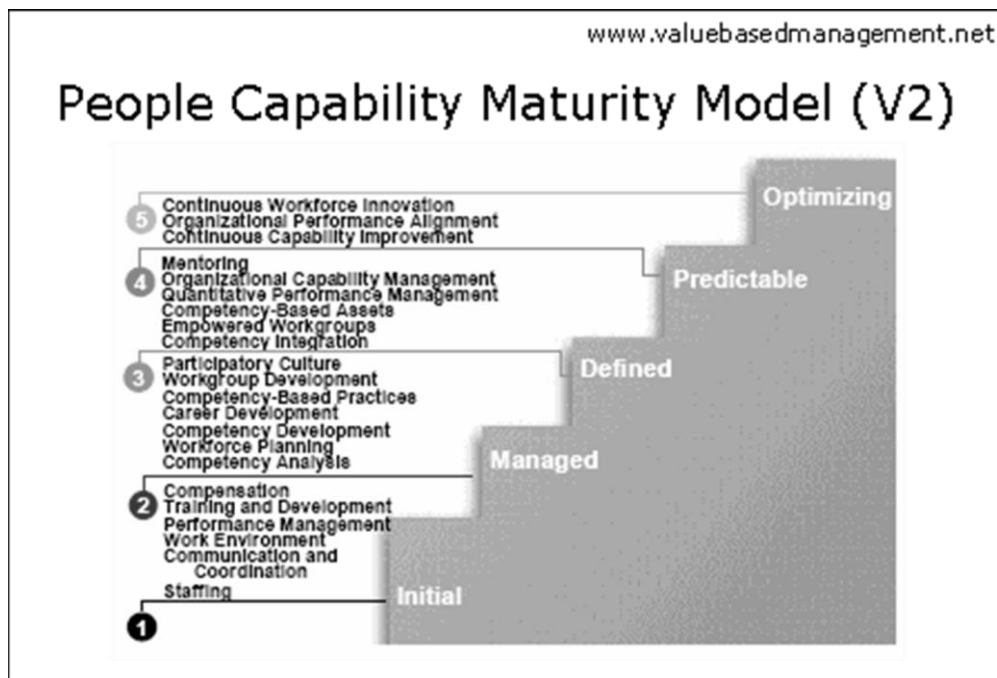 www.valuebasedmanagement.net
People Capability Maturity Model (V2)
Optimizing
5
Continuous Workforce Innovation
Organizational Performance Alignment
Continuous Capability Improvement
Predictable
4
Mentoring
Organizational Capability Management
Quantitative Performance Management
Competency-Based Assets
Empowered Workgroups
Competency Integration
Defined
3
Participatory Culture
Workgroup Development
Competency-Based Practices
Career Development
Competency Development
Workforce Planning
Competency Analysis
Managed
2
Compensation
Training and Development
Performance Management
Work Environment
Communication and
Coordination
Staffing
Initial
1